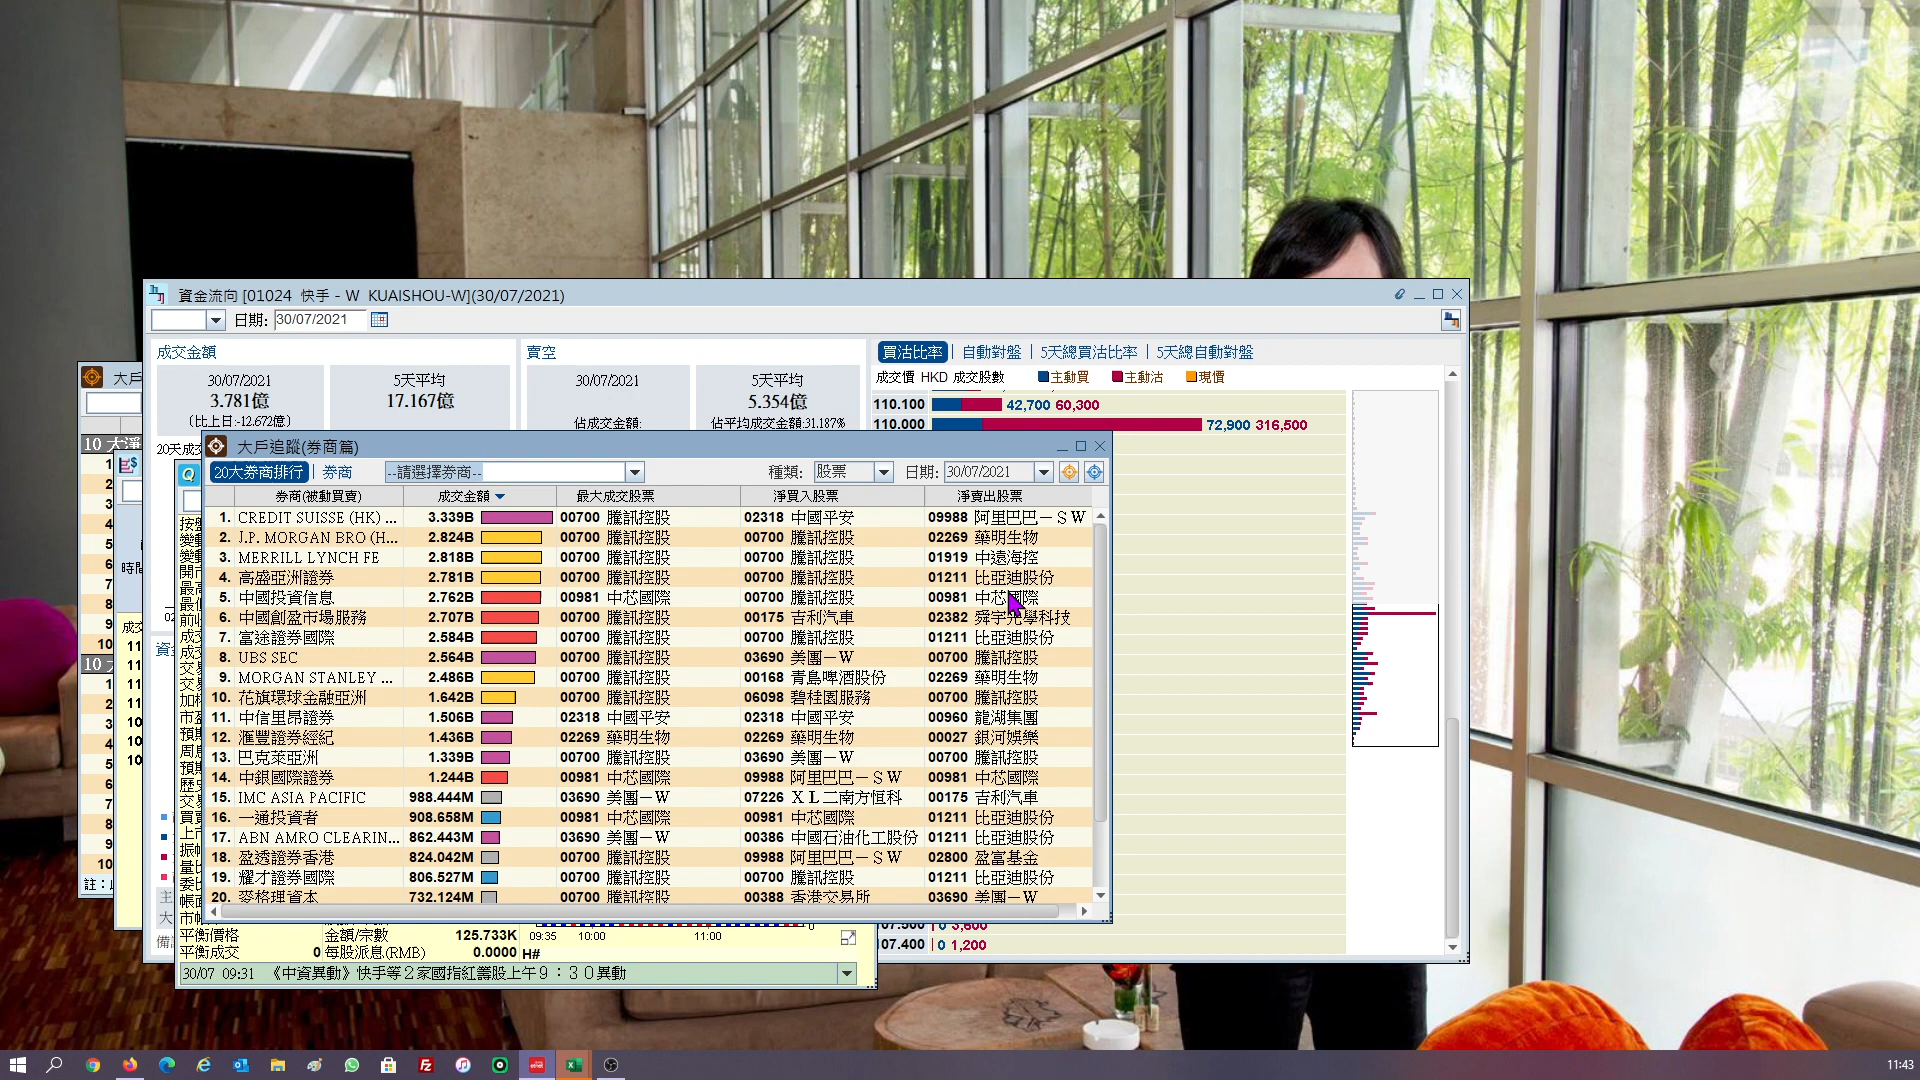 資金流向 [01024 快手 - W KUAISHOU-W](30/07/2021)
日期: 30/07/2021
成交金額
30/07/2021
3.781億
(比上日:-12.672億)
5天平均
17.167億
賣空
30/07/2021
佔成交金額:
5天平均
5.354億
佔平均成交金額:31.187%
買沽比率 | 自動對盤 | 5天總買沽比率 | 5天總自動對盤
成交價 HKD 成交股數 主動買 主動沽 現價
110.100 42,700 60,300
110.000 72,900 316,500
20天成交
大戶追蹤(券商篇)
20大券商排行 | 券商 --請選擇券商-- 種類: 股票 日期: 30/07/2021
券商(被動買賣) 成交金額 最大成交股票 淨買入股票 淨賣出股票
1. CREDIT SUISSE (HK) ... 3.339B 00700 騰訊控股 02318 中國平安 09988 阿里巴巴－ＳＷ
2. J.P. MORGAN BRO (H... 2.824B 00700 騰訊控股 00700 騰訊控股 02269 藥明生物
3. MERRILL LYNCH FE 2.818B 00700 騰訊控股 00700 騰訊控股 01919 中遠海控
4. 高盛亞洲證券 2.781B 00700 騰訊控股 00700 騰訊控股 01211 比亞迪股份
5. 中國投資信息 2.762B 00981 中芯國際 00700 騰訊控股 00981 中芯國際
6. 中國創盈市場服務 2.707B 00700 騰訊控股 00175 吉利汽車 02382 舜宇光學科技
7. 富途證券國際 2.584B 00700 騰訊控股 00700 騰訊控股 01211 比亞迪股份
8. UBS SEC 2.564B 00700 騰訊控股 03690 美團－Ｗ 00700 騰訊控股
9. MORGAN STANLEY ... 2.486B 00700 騰訊控股 00168 青島啤酒股份 02269 藥明生物
10. 花旗環球金融亞洲 1.642B 00700 騰訊控股 06098 碧桂園服務 00700 騰訊控股
11. 中信里昂證券 1.506B 02318 中國平安 02318 中國平安 00960 龍湖集團
12. 滙豐證券經紀 1.436B 02269 藥明生物 02269 藥明生物 00027 銀河娛樂
13. 巴克萊亞洲 1.339B 00700 騰訊控股 03690 美團－Ｗ 00700 騰訊控股
14. 中銀國際證券 1.244B 00981 中芯國際 09988 阿里巴巴－ＳＷ 00981 中芯國際
15. IMC ASIA PACIFIC 988.444M 03690 美團－Ｗ 07226 ＸＬ二南方恒科 00175 吉利汽車
16. 一通投資者 908.658M 00981 中芯國際 00981 中芯國際 01211 比亞迪股份
17. ABN AMRO CLEARIN... 862.443M 03690 美團－Ｗ 00386 中國石油化工股份 01211 比亞迪股份
18. 盈透證券香港 824.042M 00700 騰訊控股 09988 阿里巴巴－ＳＷ 02800 盈富基金
19. 耀才證券國際 806.527M 00700 騰訊控股 00700 騰訊控股 01211 比亞迪股份
20. 麥格理資本 732.124M 00700 騰訊控股 00388 香港交易所 03690 美團－Ｗ
107.500 0 3,600
107.400 0 1,200
平衡價格 金額/宗數 125.733K
平衡成交 0 每股派息(RMB) 0.0000 H#
09:35 10:00 11:00 0
30/07 09:31 《中資異動》快手等２家國指紅籌股上午９：３０異動
11:43